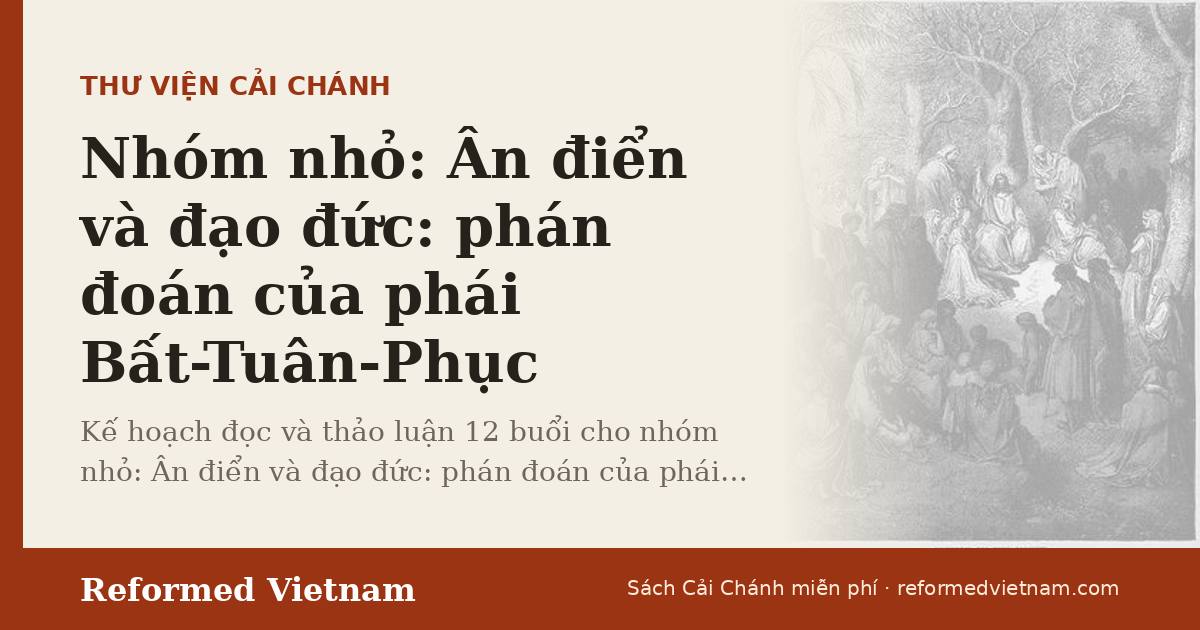 THƯ VIỆN CẢI CHÁNH
Nhóm nhỏ: Ân điển
và đạo đức: phán
đoán của phái
Bất-Tuân-Phục
Kế hoạch đọc và thảo luận 12 buổi cho nhóm
nhỏ: Ân điển và đạo đức: phán đoán của phái…
Reformed Vietnam
Sách Cải Chánh miễn phí · reformedvietnam.com